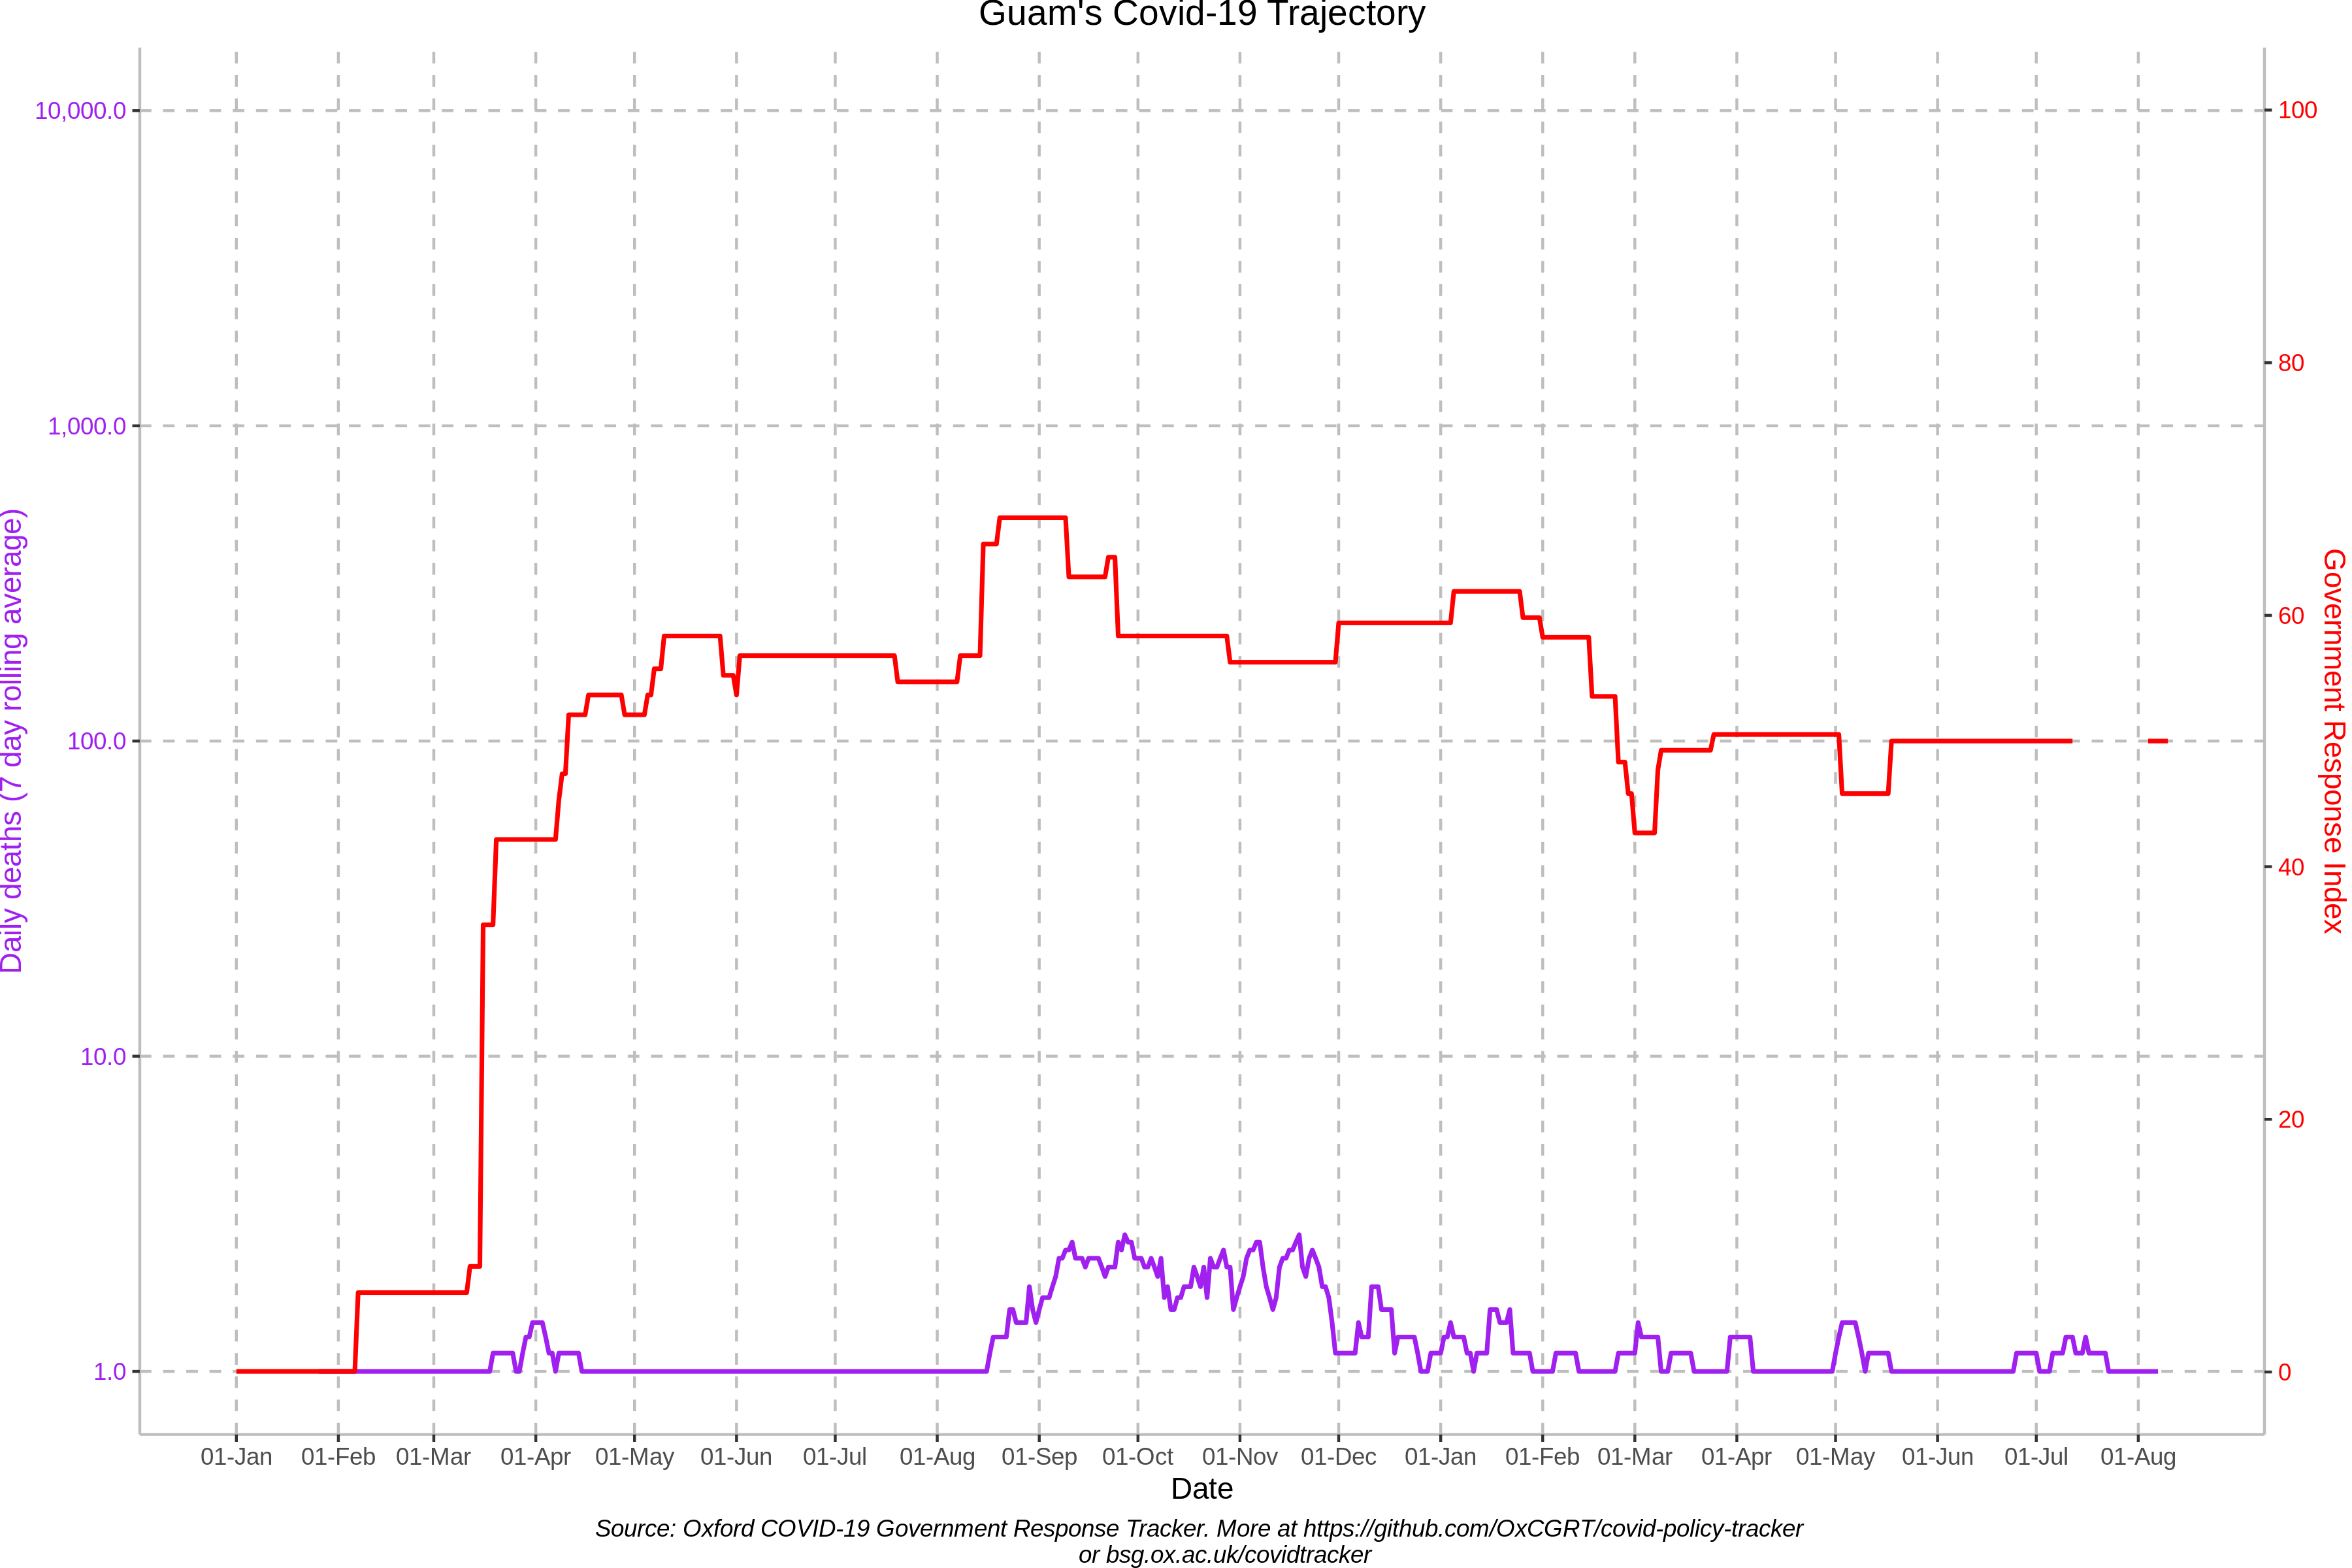 Guam's Covid-19 Trajectory
10,000.0
1,000.0
100.0
10.0
1.0
Daily deaths (7 day rolling average)
100
80
60
40
20
0
Government Response Index
01-Jan 01-Feb 01-Mar 01-Apr 01-May 01-Jun 01-Jul 01-Aug 01-Sep 01-Oct 01-Nov 01-Dec 01-Jan 01-Feb 01-Mar 01-Apr 01-May 01-Jun 01-Jul 01-Aug
Date
Source: Oxford COVID-19 Government Response Tracker. More at https://github.com/OxCGRT/covid-policy-tracker
or bsg.ox.ac.uk/covidtracker